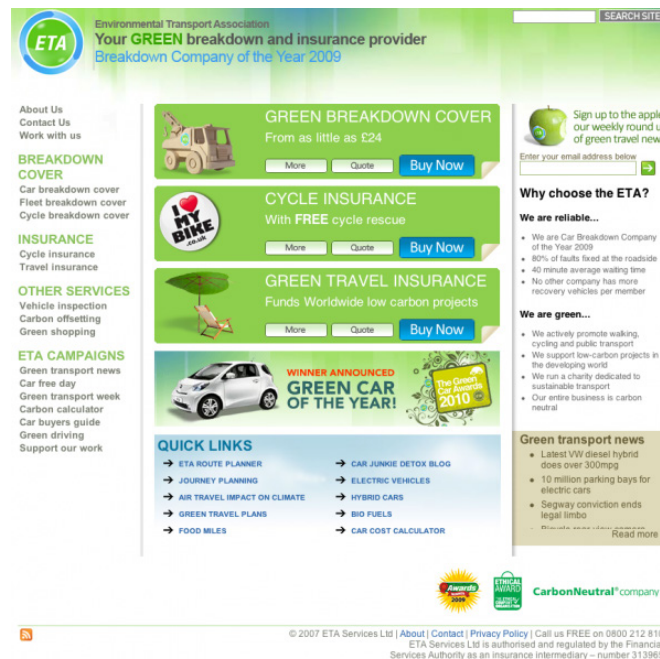 ETA
Environmental Transport Association
Your GREEN breakdown and insurance provider
Breakdown Company of the Year 2009
SEARCH SITE
About Us
Contact Us
Work with us
BREAKDOWN
COVER
Car breakdown cover
Fleet breakdown cover
Cycle breakdown cover
INSURANCE
Cycle insurance
Travel insurance
OTHER SERVICES
Vehicle inspection
Carbon offsetting
Green shopping
ETA CAMPAIGNS
Green transport news
Car free day
Green transport week
Carbon calculator
Car buyers guide
Green driving
Support our work
GREEN BREAKDOWN COVER
From as little as £24
More Quote Buy Now
I ♥
MY
BIKE
.co.uk
CYCLE INSURANCE
With FREE cycle rescue
More Quote Buy Now
GREEN TRAVEL INSURANCE
Funds Worldwide low carbon projects
More Quote Buy Now
WINNER ANNOUNCED
GREEN CAR
OF THE YEAR!
The Green
Car Awards
2010
QUICK LINKS
ETA ROUTE PLANNER
JOURNEY PLANNING
AIR TRAVEL IMPACT ON CLIMATE
GREEN TRAVEL PLANS
FOOD MILES
CAR JUNKIE DETOX BLOG
ELECTRIC VEHICLES
HYBRID CARS
BIO FUELS
CAR COST CALCULATOR
Sign up to the apple
our weekly round u
of green travel new
Enter your email address below
Why choose the ETA?
We are reliable...
We are Car Breakdown Company
of the Year 2009
80% of faults fixed at the roadside
40 minute average waiting time
No other company has more
recovery vehicles per member
We are green...
We actively promote walking,
cycling and public transport
We support low-carbon projects in
the developing world
We run a charity dedicated to
sustainable transport
Our entire business is carbon
neutral
Green transport news
Latest VW diesel hybrid
does over 300mpg
10 million parking bays for
electric cars
Segway conviction ends
legal limbo
Read more
Awards
2009
ETHICAL
AWARD
CarbonNeutral® company
© 2007 ETA Services Ltd | About | Contact | Privacy Policy | Call us FREE on 0800 212 810
ETA Services Ltd is authorised and regulated by the Financial
Services Authority as an insurance intermediary – number 313965